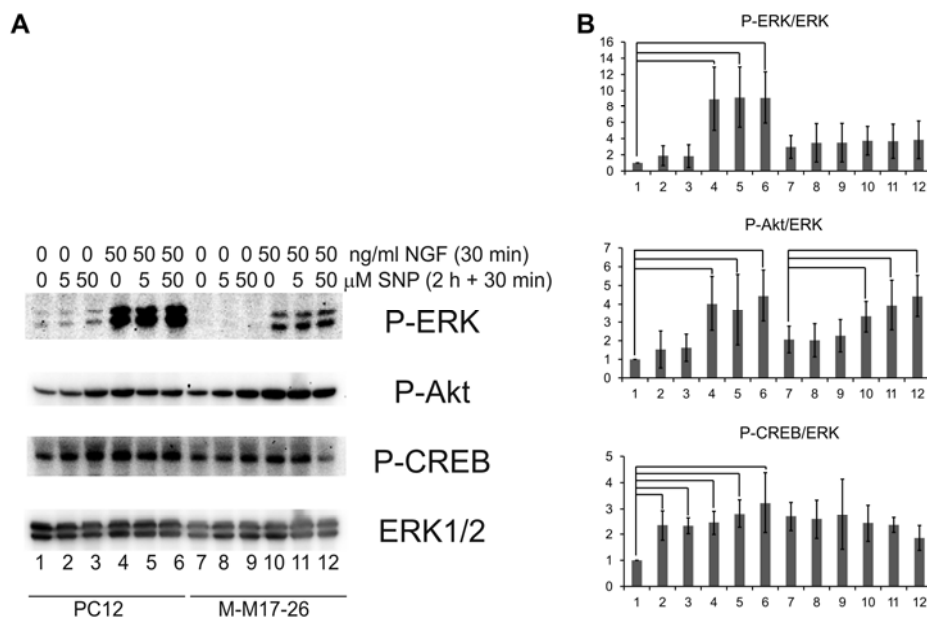 A
0 0 0 50 50 50 0 0 0 50 50 50 ng/ml NGF (30 min)
0 5 50 0 5 50 0 5 50 0 5 50 μM SNP (2 h + 30 min)
P-ERK
P-Akt
P-CREB
ERK1/2
1 2 3 4 5 6 7 8 9 10 11 12
PC12 M-M17-26
B
P-ERK/ERK
16
14
12
10
8
6
4
2
0
1 2 3 4 5 6 7 8 9 10 11 12
P-Akt/ERK
7
6
5
4
3
2
1
0
1 2 3 4 5 6 7 8 9 10 11 12
P-CREB/ERK
5
4
3
2
1
0
1 2 3 4 5 6 7 8 9 10 11 12